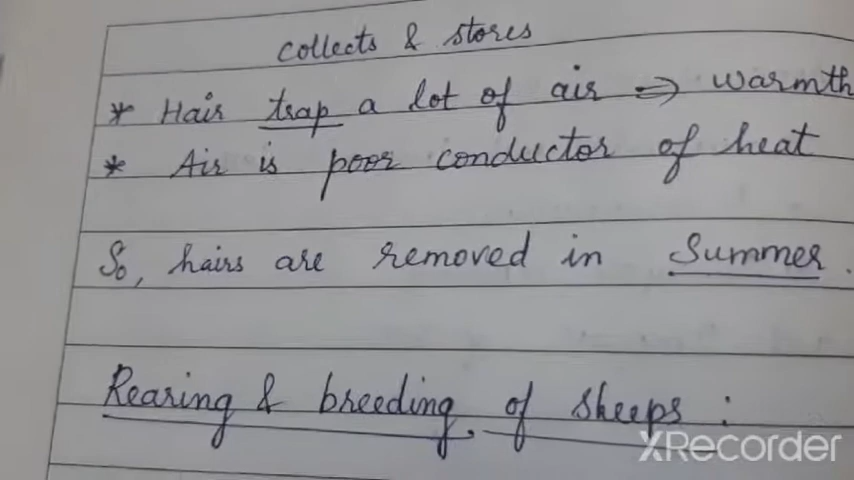 collects & stores
* Hair trap a lot of air => warmth
* Air is poor conductor of heat
So, hairs are removed in Summer.
Rearing & breeding of sheeps :
XRecorder